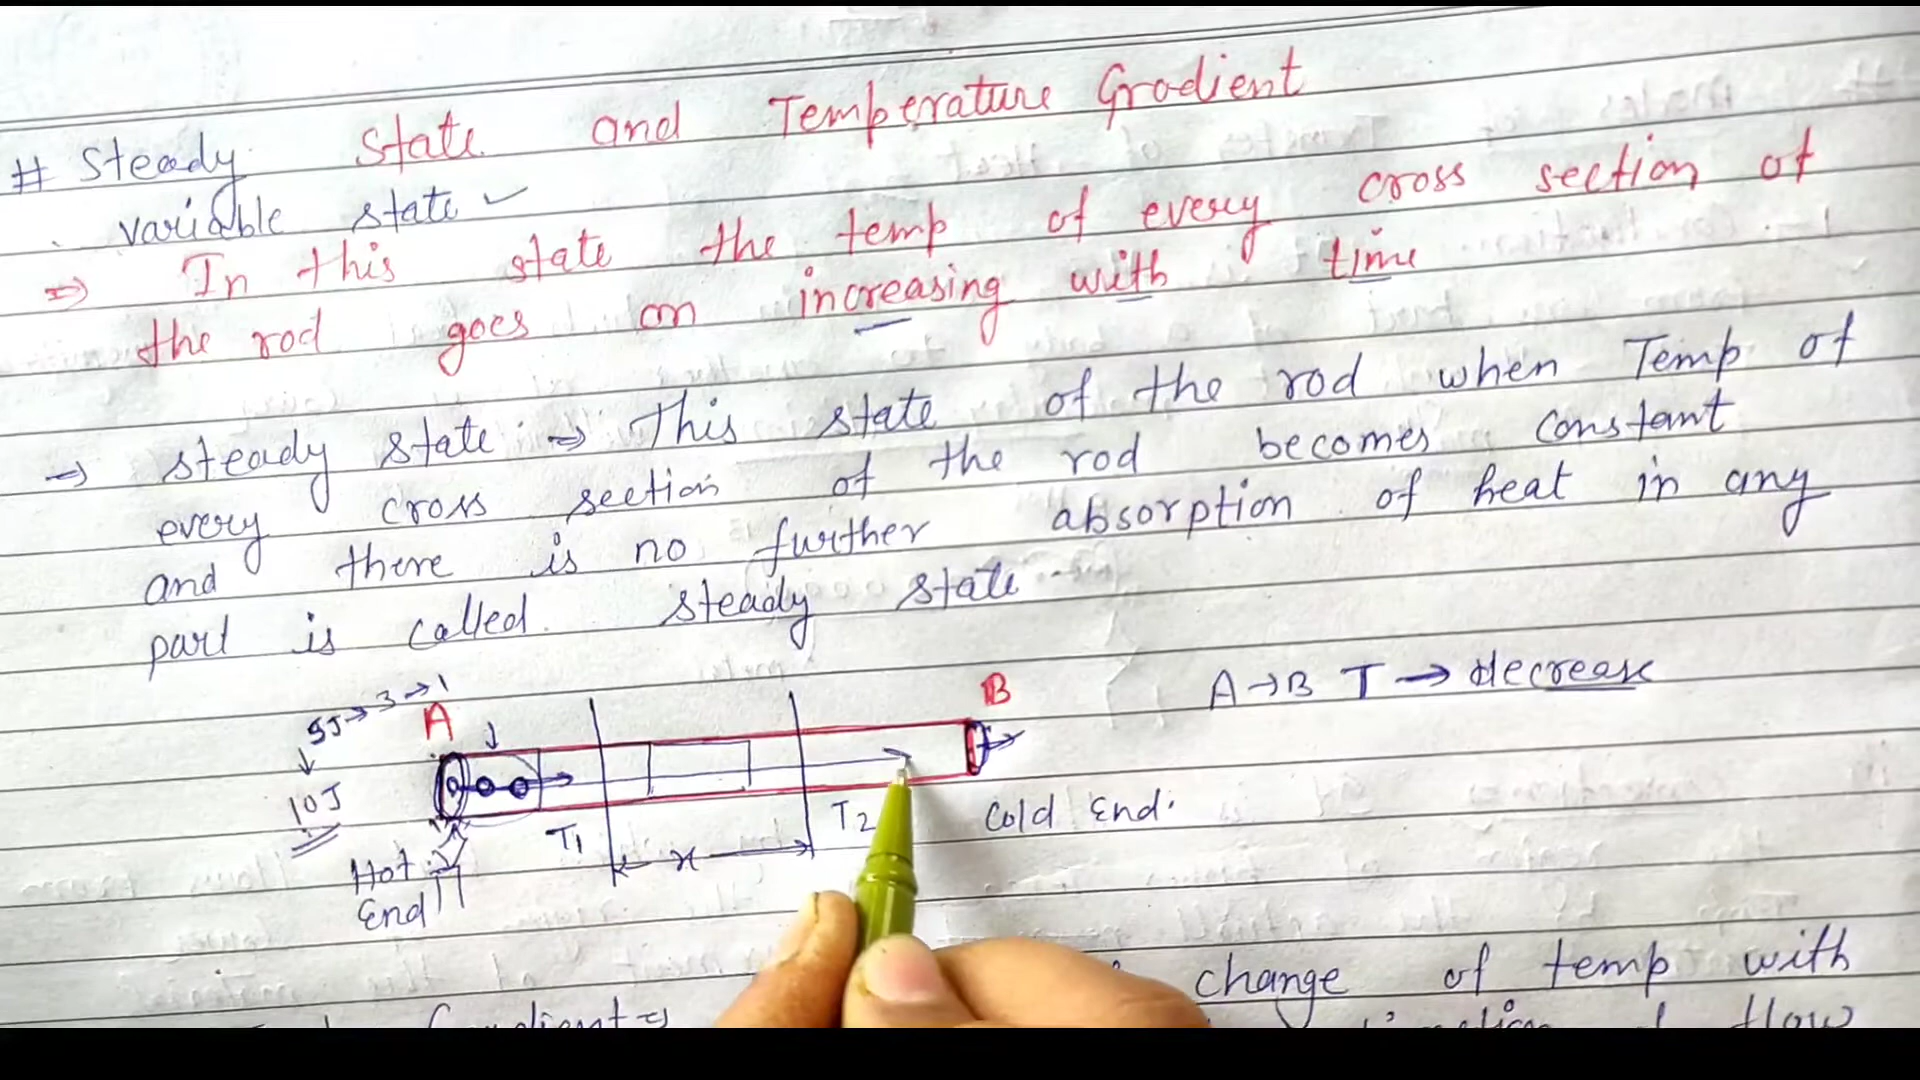 # Steady state and Temperature Gradient
variable state ✓
⇒ In this state the temp of every cross section of
the rod goes on increasing with time
→ steady state ⇒ This state of the rod when Temp of
every cross section of the rod becomes constant
and there is no further absorption of heat in any
part is called steady state
5J→3→1
A
B
A→B T → decrease
↓
10J
T1
x
T2
Cold End.
Hot
End
change of temp with
Gradient ⇒
flow